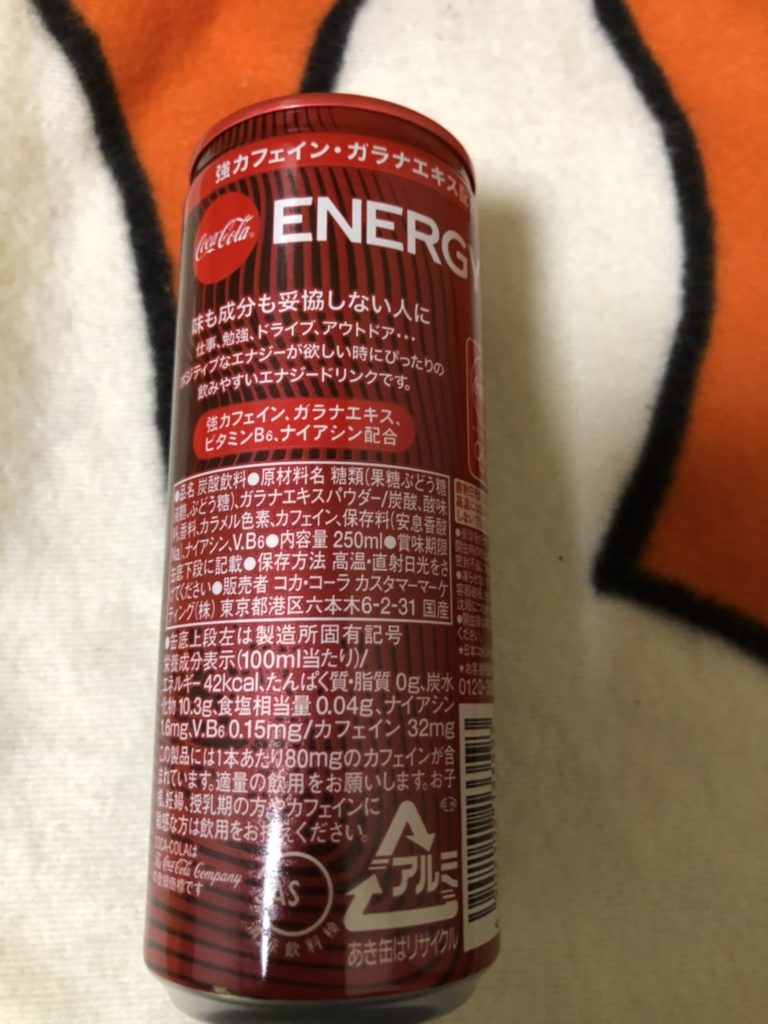 強カフェイン・ガラナエキス配
Coca-Cola
ENERGY
味も成分も妥協しない人に
仕事、勉強、ドライブ、アウトドア・・・
ポジティブなエナジーが欲しい時にぴったりの
飲みやすいエナジードリンクです。
強カフェイン、ガラナエキス、
ビタミンB6、ナイアシン配合
●品名 炭酸飲料●原材料名 糖類(果糖ぶどう糖
液糖、ぶどう糖)、ガラナエキスパウダー/炭酸、酸味
料、香料、カラメル色素、カフェイン、保存料(安息香酸
Na)、ナイアシン、V.B6●内容量 250ml●賞味期限
缶底下段に記載●保存方法 高温・直射日光をさ
けてください●販売者 コカ・コーラ カスタマーマーケ
ティング(株) 東京都港区六本木6-2-31 国産
●缶底上段左は製造所固有記号
栄養成分表示(100ml当たり)/
エネルギー 42kcal、たんぱく質・脂質 0g、炭水
化物 10.3g、食塩相当量 0.04g、ナイアシン
1.6mg、V.B6 0.15mg/カフェイン 32mg
この製品には1本あたり80mgのカフェインが含
まれています。適量の飲用をお願いします。お子
様、妊婦、授乳期の方やカフェインに
敏感な方は飲用をお控えください。
COCA-COLAは
The Coca-Cola Company
の登録商標です
AS
アルミ
あき缶はリサイクル
0120-